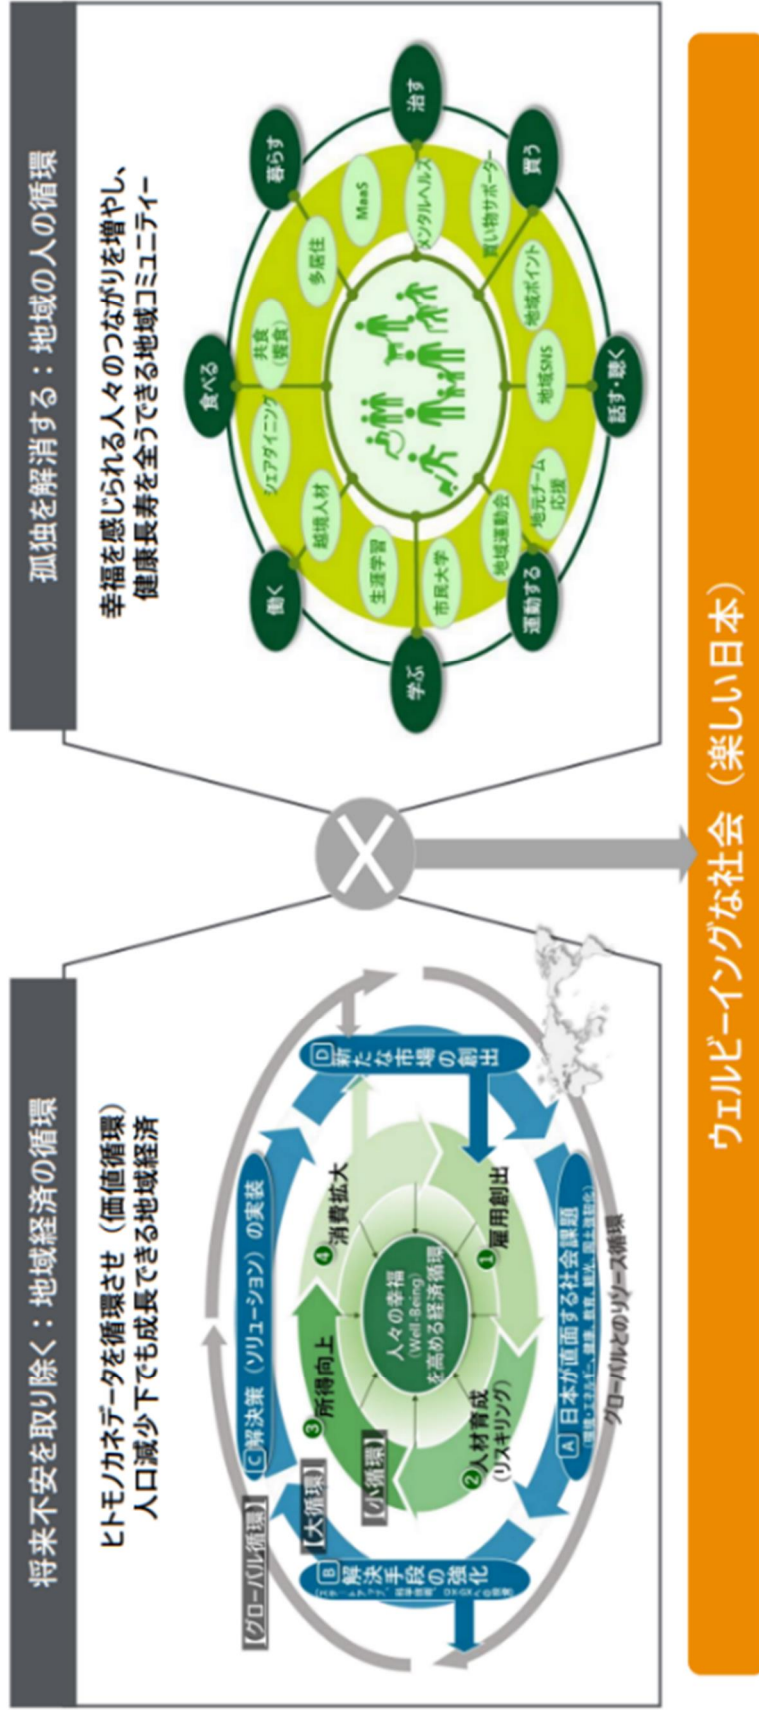 将来不安を取り除く：地域経済の循環
ヒトモノカネデータを循環させ（価値循環）
人口減少下でも成長できる地域経済
【グローバル循環】
【大循環】
【小循環】
C 解決策（ソリューション）の実装
D 新たな市場の創出
A 日本が直面する社会課題
B 解決手段の強化
グローバルとのリソース循環
❶ 雇用創出
❷ 人材育成
（リスキリング）
❸ 所得向上
❹ 消費拡大
人々の幸福
（Well-Being）
を高める経済循環
孤独を解消する：地域の人の循環
幸福を感じられる人々のつながりを増やし、
健康長寿を全うできる地域コミュニティー
食べる
暮らす
治す
買う
話す・聴く
運動する
学ぶ
働く
共食
（饗食）
多居住
MaaS
メンタルヘルス
買い物サポーター
地域ポイント
地域SNS
地元チーム
応援
地域運動会
市民大学
生涯学習
越境人材
シェアダイニング
ウェルビーイングな社会（楽しい日本）